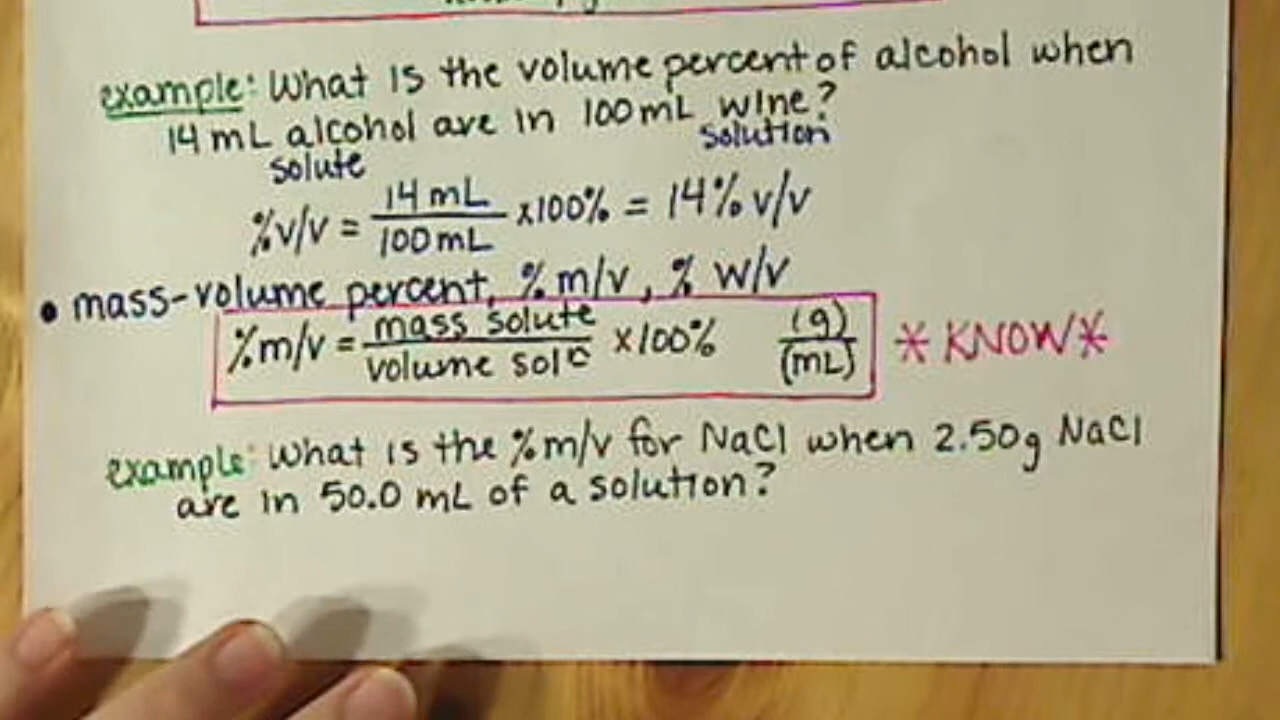 example: What is the volume percent of alcohol when
14 mL alcohol are in 100 mL wine?
solute solution
%v/v = 14 mL / 100 mL x100% = 14% v/v
• mass-volume percent, % m/v, % w/v
%m/v = mass solute / volume solⁿ x100% (g) / (mL) * KNOW *
example: What is the %m/v for NaCl when 2.50g NaCl
are in 50.0 mL of a solution?